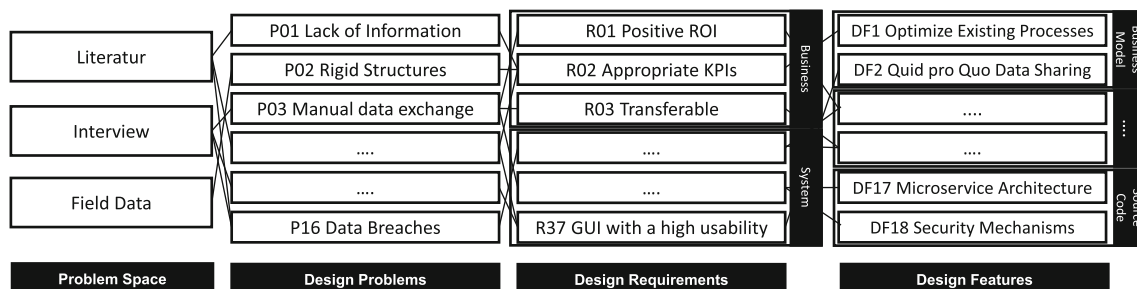 Literatur
Interview
Field Data
Problem Space
P01 Lack of Information
P02 Rigid Structures
P03 Manual data exchange
....
....
P16 Data Breaches
Design Problems
R01 Positive ROI
R02 Appropriate KPIs
R03 Transferable
....
....
R37 GUI with a high usability
Business
System
Design Requirements
DF1 Optimize Existing Processes
DF2 Quid pro Quo Data Sharing
....
....
DF17 Microservice Architecture
DF18 Security Mechanisms
Business
Model
....
Source
Code
Design Features